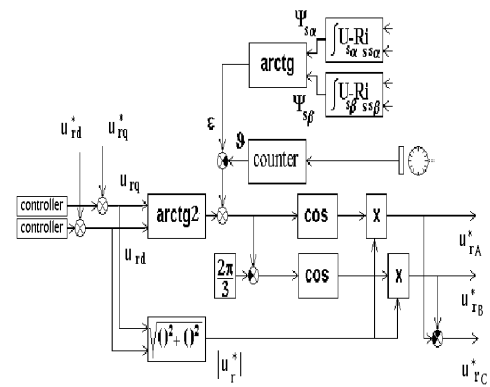 Ψsα
∫U-Ri
sα ssα
arctg
Ψsβ
∫U-Ri
sβ ssβ
ε
ϑ
counter
u*rd
u*rq
controller
controller
urq
urd
arctg2
cos
x
u*rA
2π
3
cos
x
u*rB
√()²+()²
|u*r|
u*rC